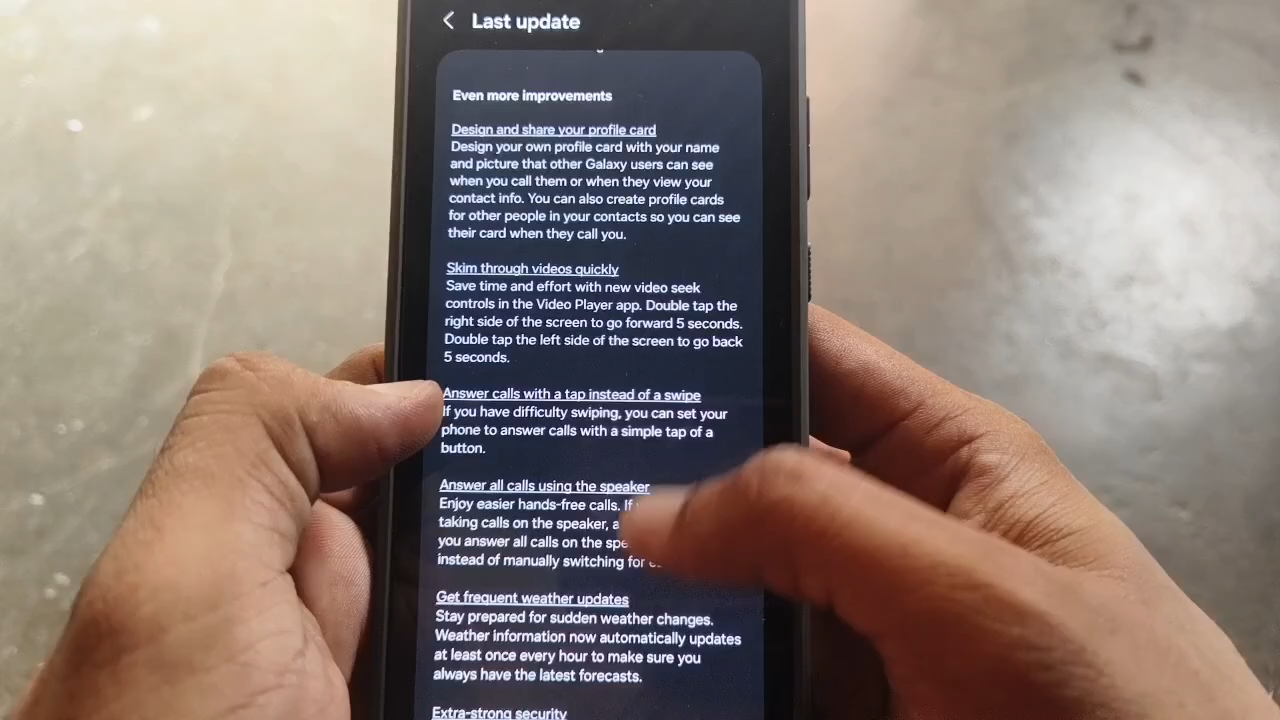 Last update
Even more improvements
Design and share your profile card
Design your own profile card with your name
and picture that other Galaxy users can see
when you call them or when they view your
contact info. You can also create profile cards
for other people in your contacts so you can see
their card when they call you.
Skim through videos quickly
Save time and effort with new video seek
controls in the Video Player app. Double tap the
right side of the screen to go forward 5 seconds.
Double tap the left side of the screen to go back
5 seconds.
Answer calls with a tap instead of a swipe
If you have difficulty swiping, you can set your
phone to answer calls with a simple tap of a
button.
Answer all calls using the speaker
Enjoy easier hands-free calls. If
taking calls on the speaker,
you answer all calls on the
instead of manually switching for
Get frequent weather updates
Stay prepared for sudden weather changes.
Weather information now automatically updates
at least once every hour to make sure you
always have the latest forecasts.
Extra-strong security